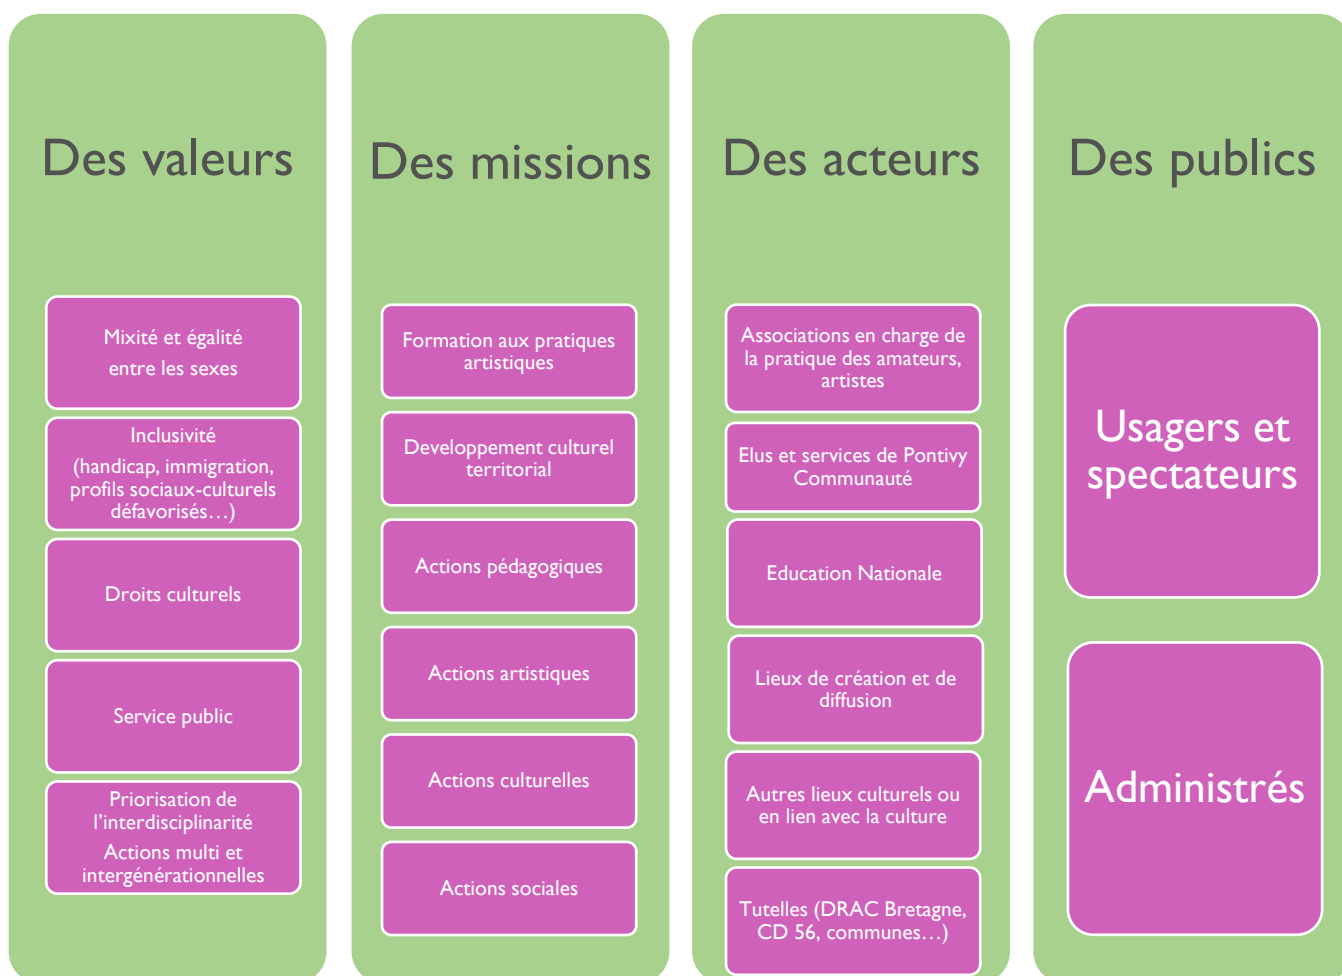 Des valeurs
Mixité et égalité
entre les sexes
Inclusivité
(handicap, immigration,
profils sociaux-culturels
défavorisés…)
Droits culturels
Service public
Priorisation de
l'interdisciplinarité
Actions multi et
intergénérationnelles
Des missions
Formation aux pratiques
artistiques
Developpement culturel
territorial
Actions pédagogiques
Actions artistiques
Actions culturelles
Actions sociales
Des acteurs
Associations en charge de
la pratique des amateurs,
artistes
Elus et services de Pontivy
Communauté
Education Nationale
Lieux de création et de
diffusion
Autres lieux culturels ou
en lien avec la culture
Tutelles (DRAC Bretagne,
CD 56, communes…)
Des publics
Usagers et
spectateurs
Administrés